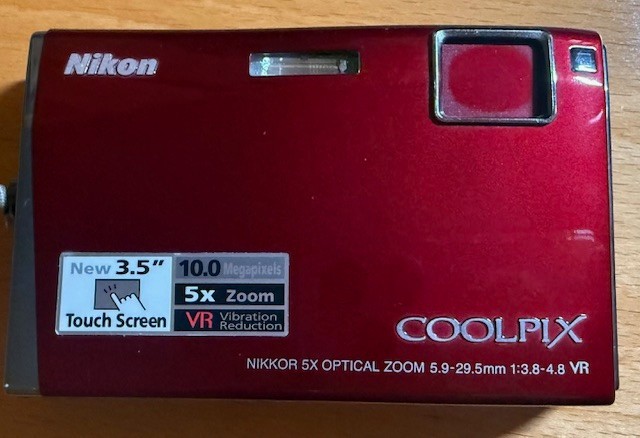 Nikon
New 3.5"
Touch Screen
10.0 Megapixels
5x Zoom
VR Vibration
Reduction
COOLPIX
NIKKOR 5X OPTICAL ZOOM 5.9-29.5mm 1:3.8-4.8 VR